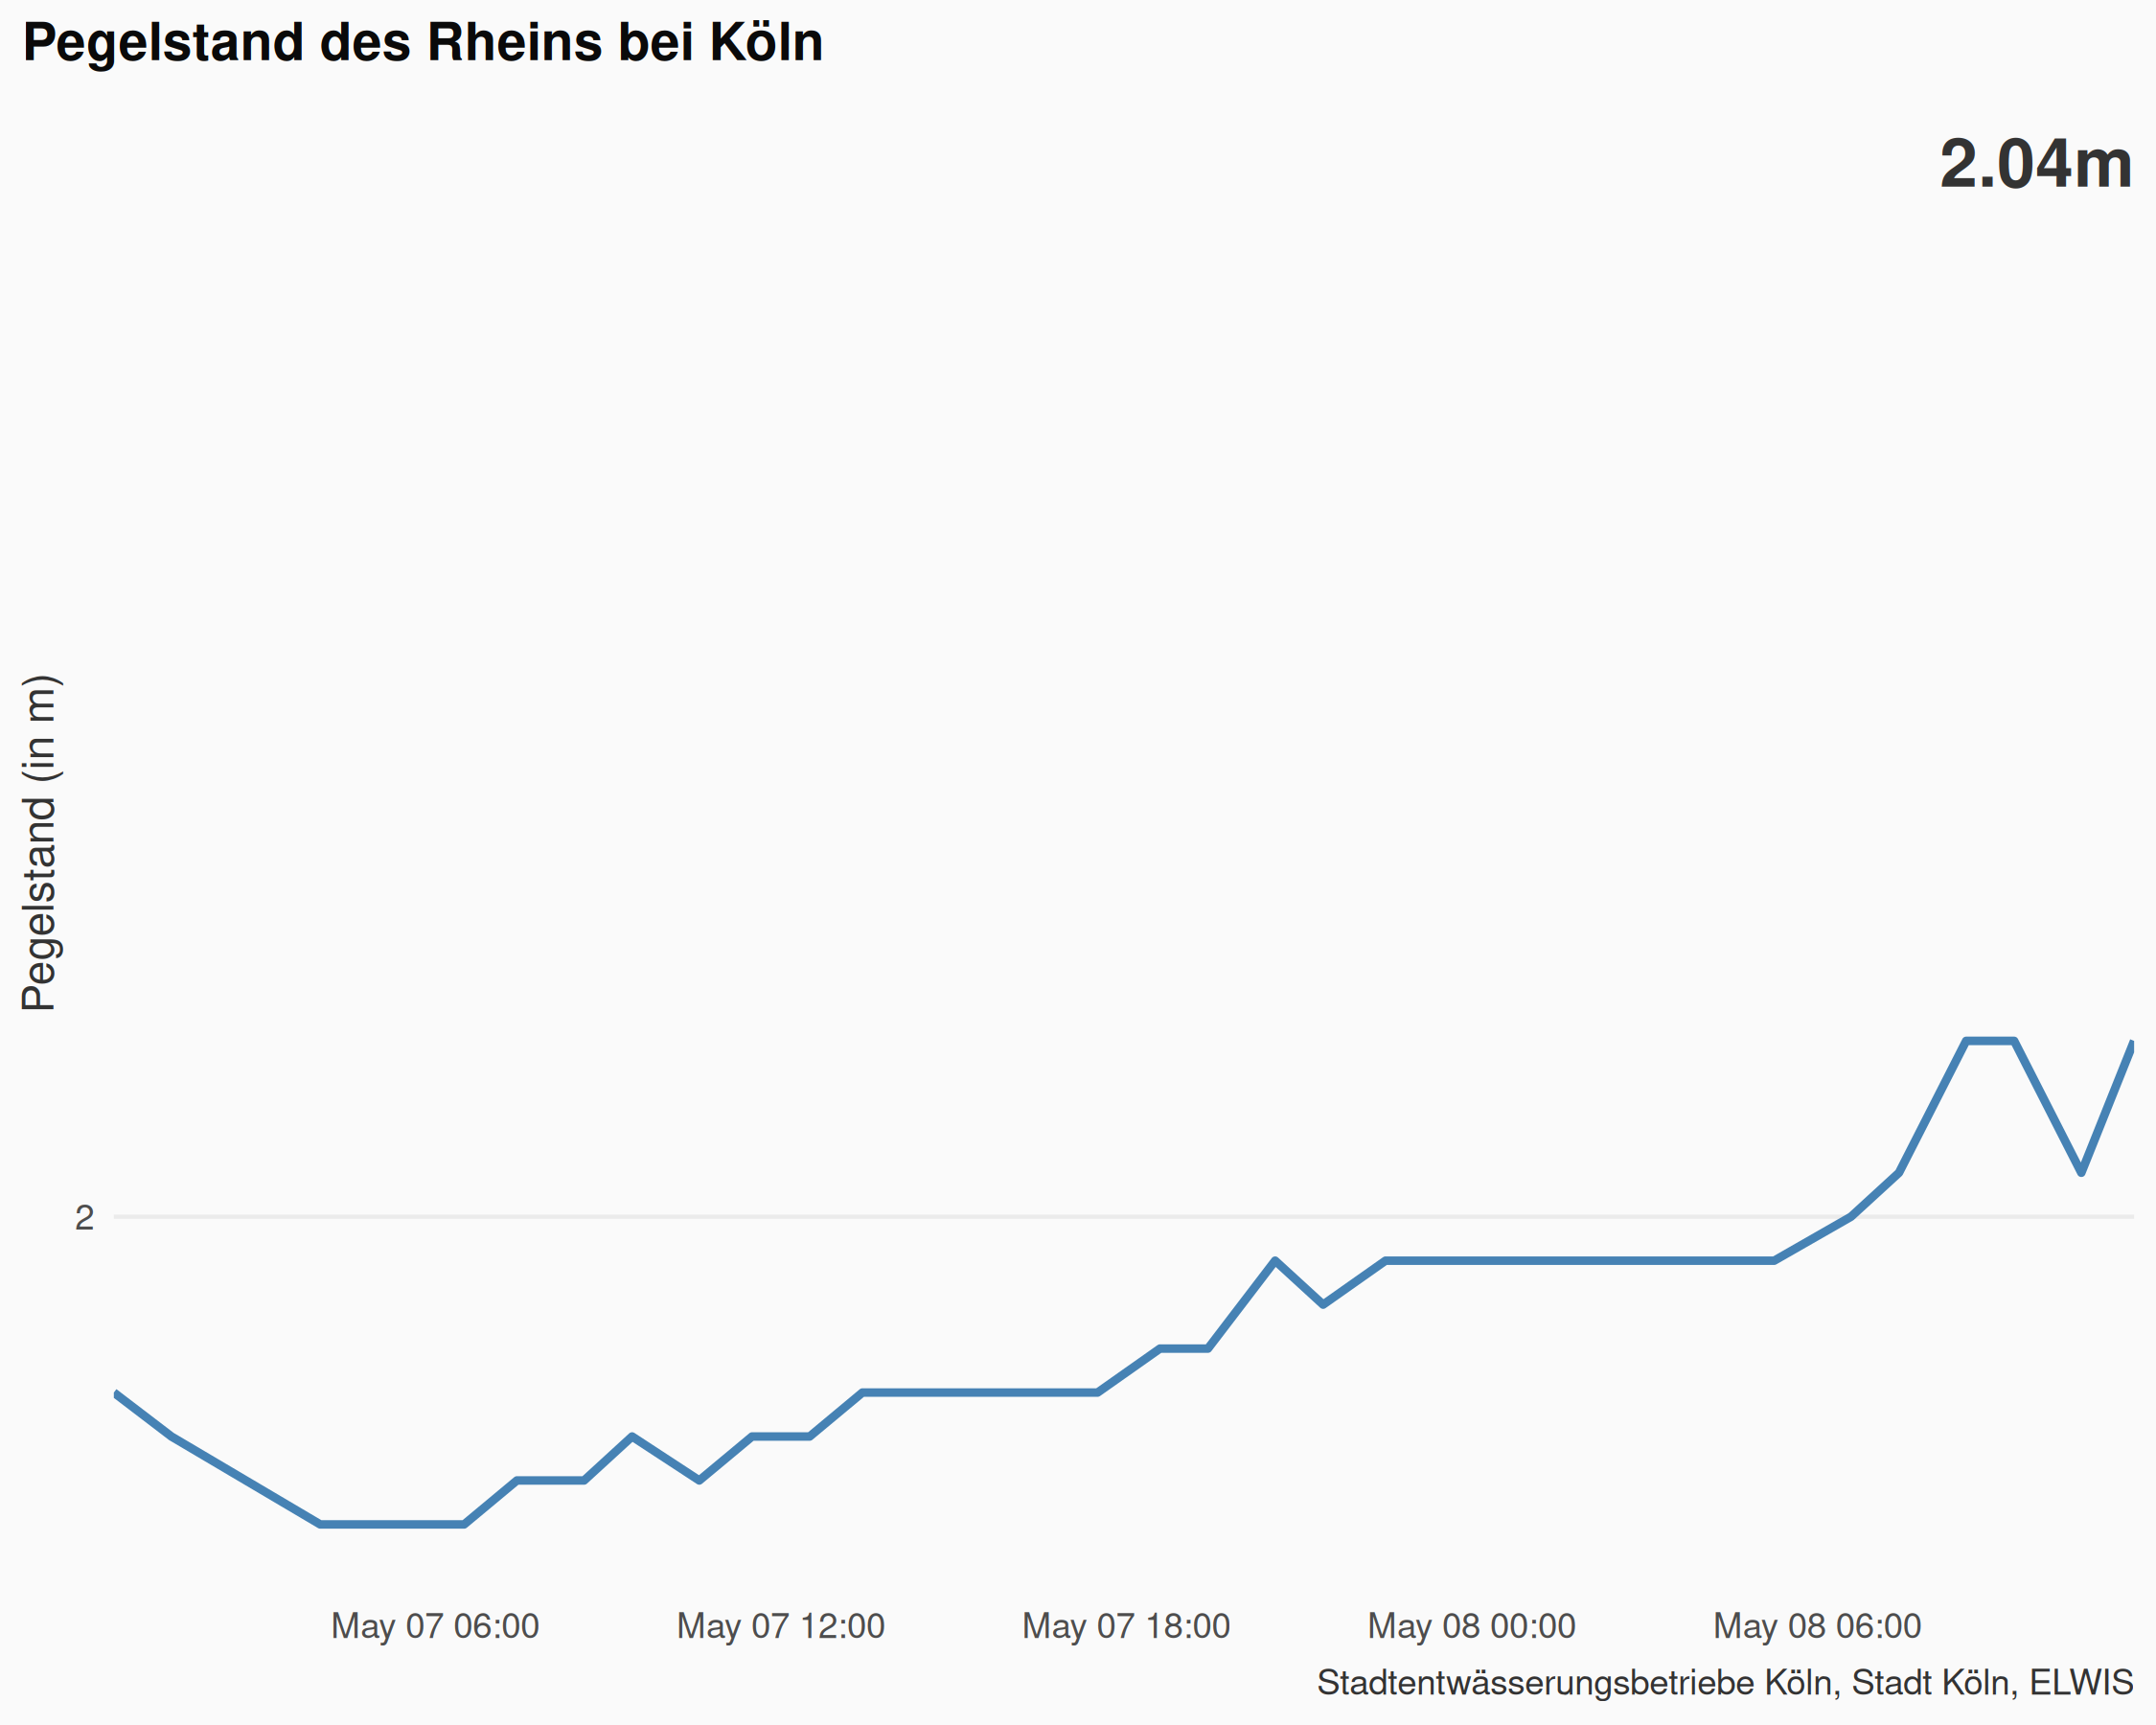 Pegelstand des Rheins bei Köln
2.04m
Pegelstand (in m)
2
May 07 06:00
May 07 12:00
May 07 18:00
May 08 00:00
May 08 06:00
Stadtentwässerungsbetriebe Köln, Stadt Köln, ELWIS